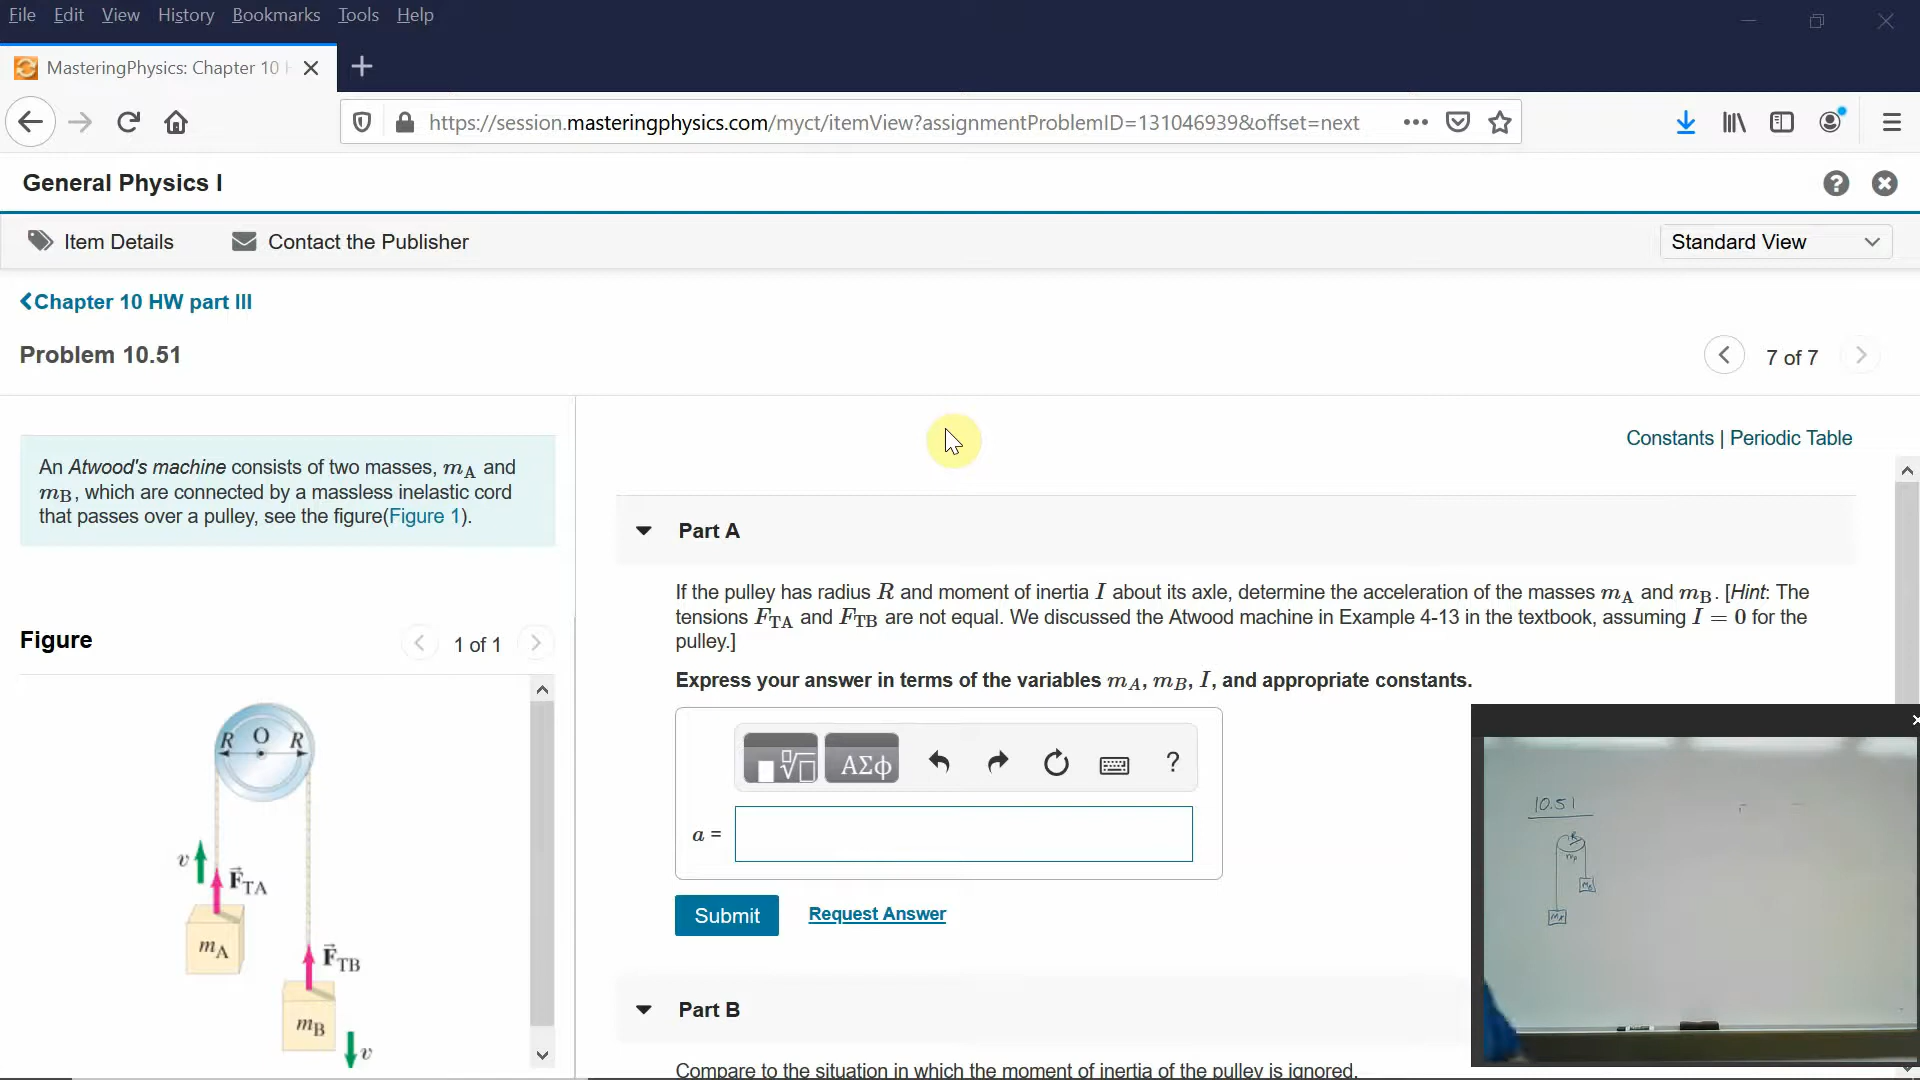 File Edit View History Bookmarks Tools Help
MasteringPhysics: Chapter 10 H
https://session.masteringphysics.com/myct/itemView?assignmentProblemID=131046939&offset=next
General Physics I
Item Details
Contact the Publisher
Standard View
Chapter 10 HW part III
Problem 10.51
7 of 7
Constants | Periodic Table
An Atwood's machine consists of two masses, mA and
mB, which are connected by a massless inelastic cord
that passes over a pulley, see the figure(Figure 1).
Figure
1 of 1
R O R
v
F⃗TA
mA
F⃗TB
mB
v
Part A
If the pulley has radius R and moment of inertia I about its axle, determine the acceleration of the masses mA and mB. [Hint: The
tensions FTA and FTB are not equal. We discussed the Atwood machine in Example 4-13 in the textbook, assuming I = 0 for the
pulley.]
Express your answer in terms of the variables mA, mB, I, and appropriate constants.
ΑΣϕ
?
a =
Submit
Request Answer
Part B
Compare to the situation in which the moment of inertia of the pulley is ignored.
10.51
R